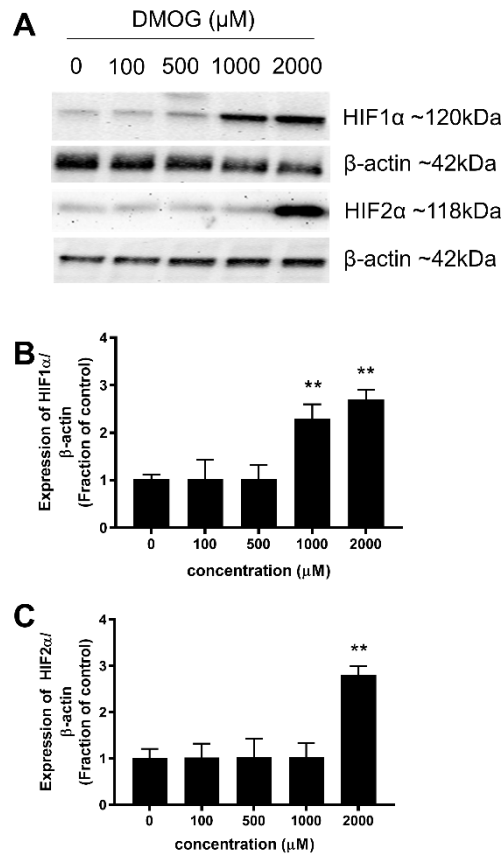 A
DMOG (µM)
0 100 500 1000 2000
HIF1α ~120kDa
β-actin ~42kDa
HIF2α ~118kDa
β-actin ~42kDa
B
Expression of HIF1α/
β-actin
(Fraction of control)
4
3
2
1
0
** **
0 100 500 1000 2000
concentration (µM)
C
Expression of HIF2α/
β-actin
(Fraction of control)
4
3
2
1
0
**
0 100 500 1000 2000
concentration (µM)